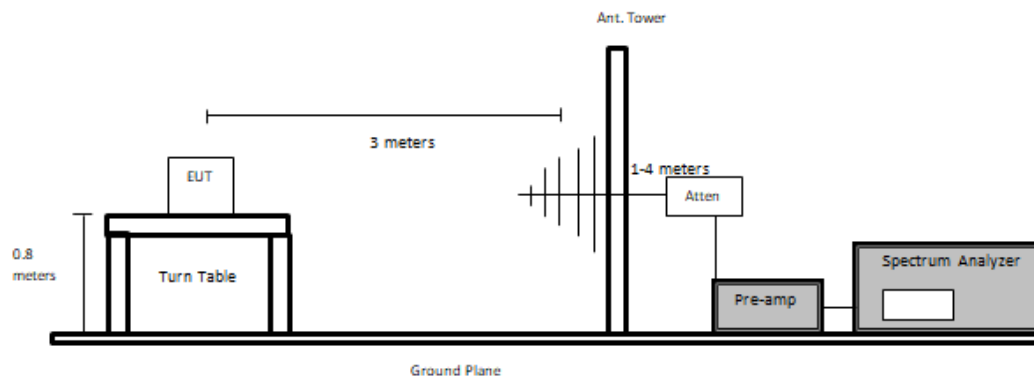 Ant. Tower
3 meters
1-4 meters
EUT
Atten
0.8
meters
Turn Table
Spectrum Analyzer
Pre-amp
Ground Plane